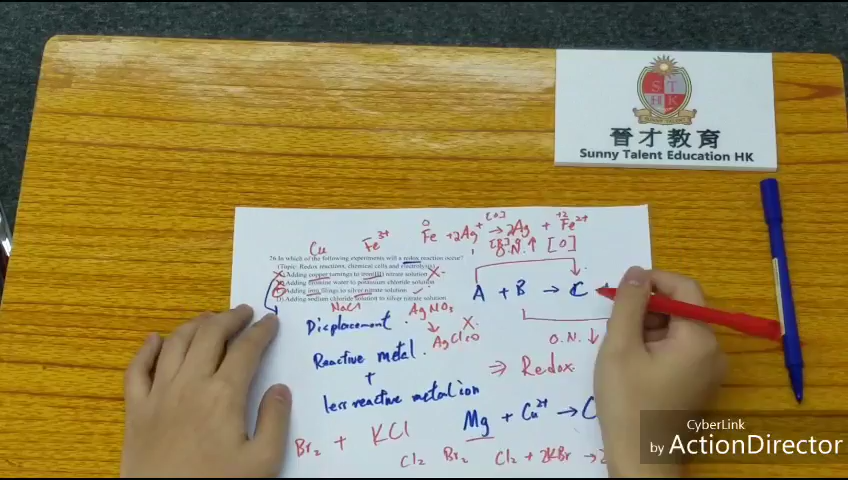 S T
H K
晉才教育
Sunny Talent Education HK
Cu Fe³⁺ Fe + 2Ag⁺ → 2Ag + Fe²⁺
0 [O] +2
O.N. ↑ [O]
76 In which of the following experiments will a redox reaction occur?
(Topic: Redox reactions, chemical cells and electrolysis)
Adding copper turnings to iron(III) nitrate solution
Adding bromine water to potassium chloride solution
Adding iron filings to silver nitrate solution
Adding sodium chloride solution to silver nitrate solution
A + B → C +
NaCl
AgNO₃
Displacement
AgCl
O.N. ↓
Reactive metal
+
⇒ Redox
less reactive metal ion
Mg + Cu²⁺ → C
Br₂ + KCl
Cl₂ Br₂ Cl₂ + 2KBr → 2
CyberLink
by ActionDirector